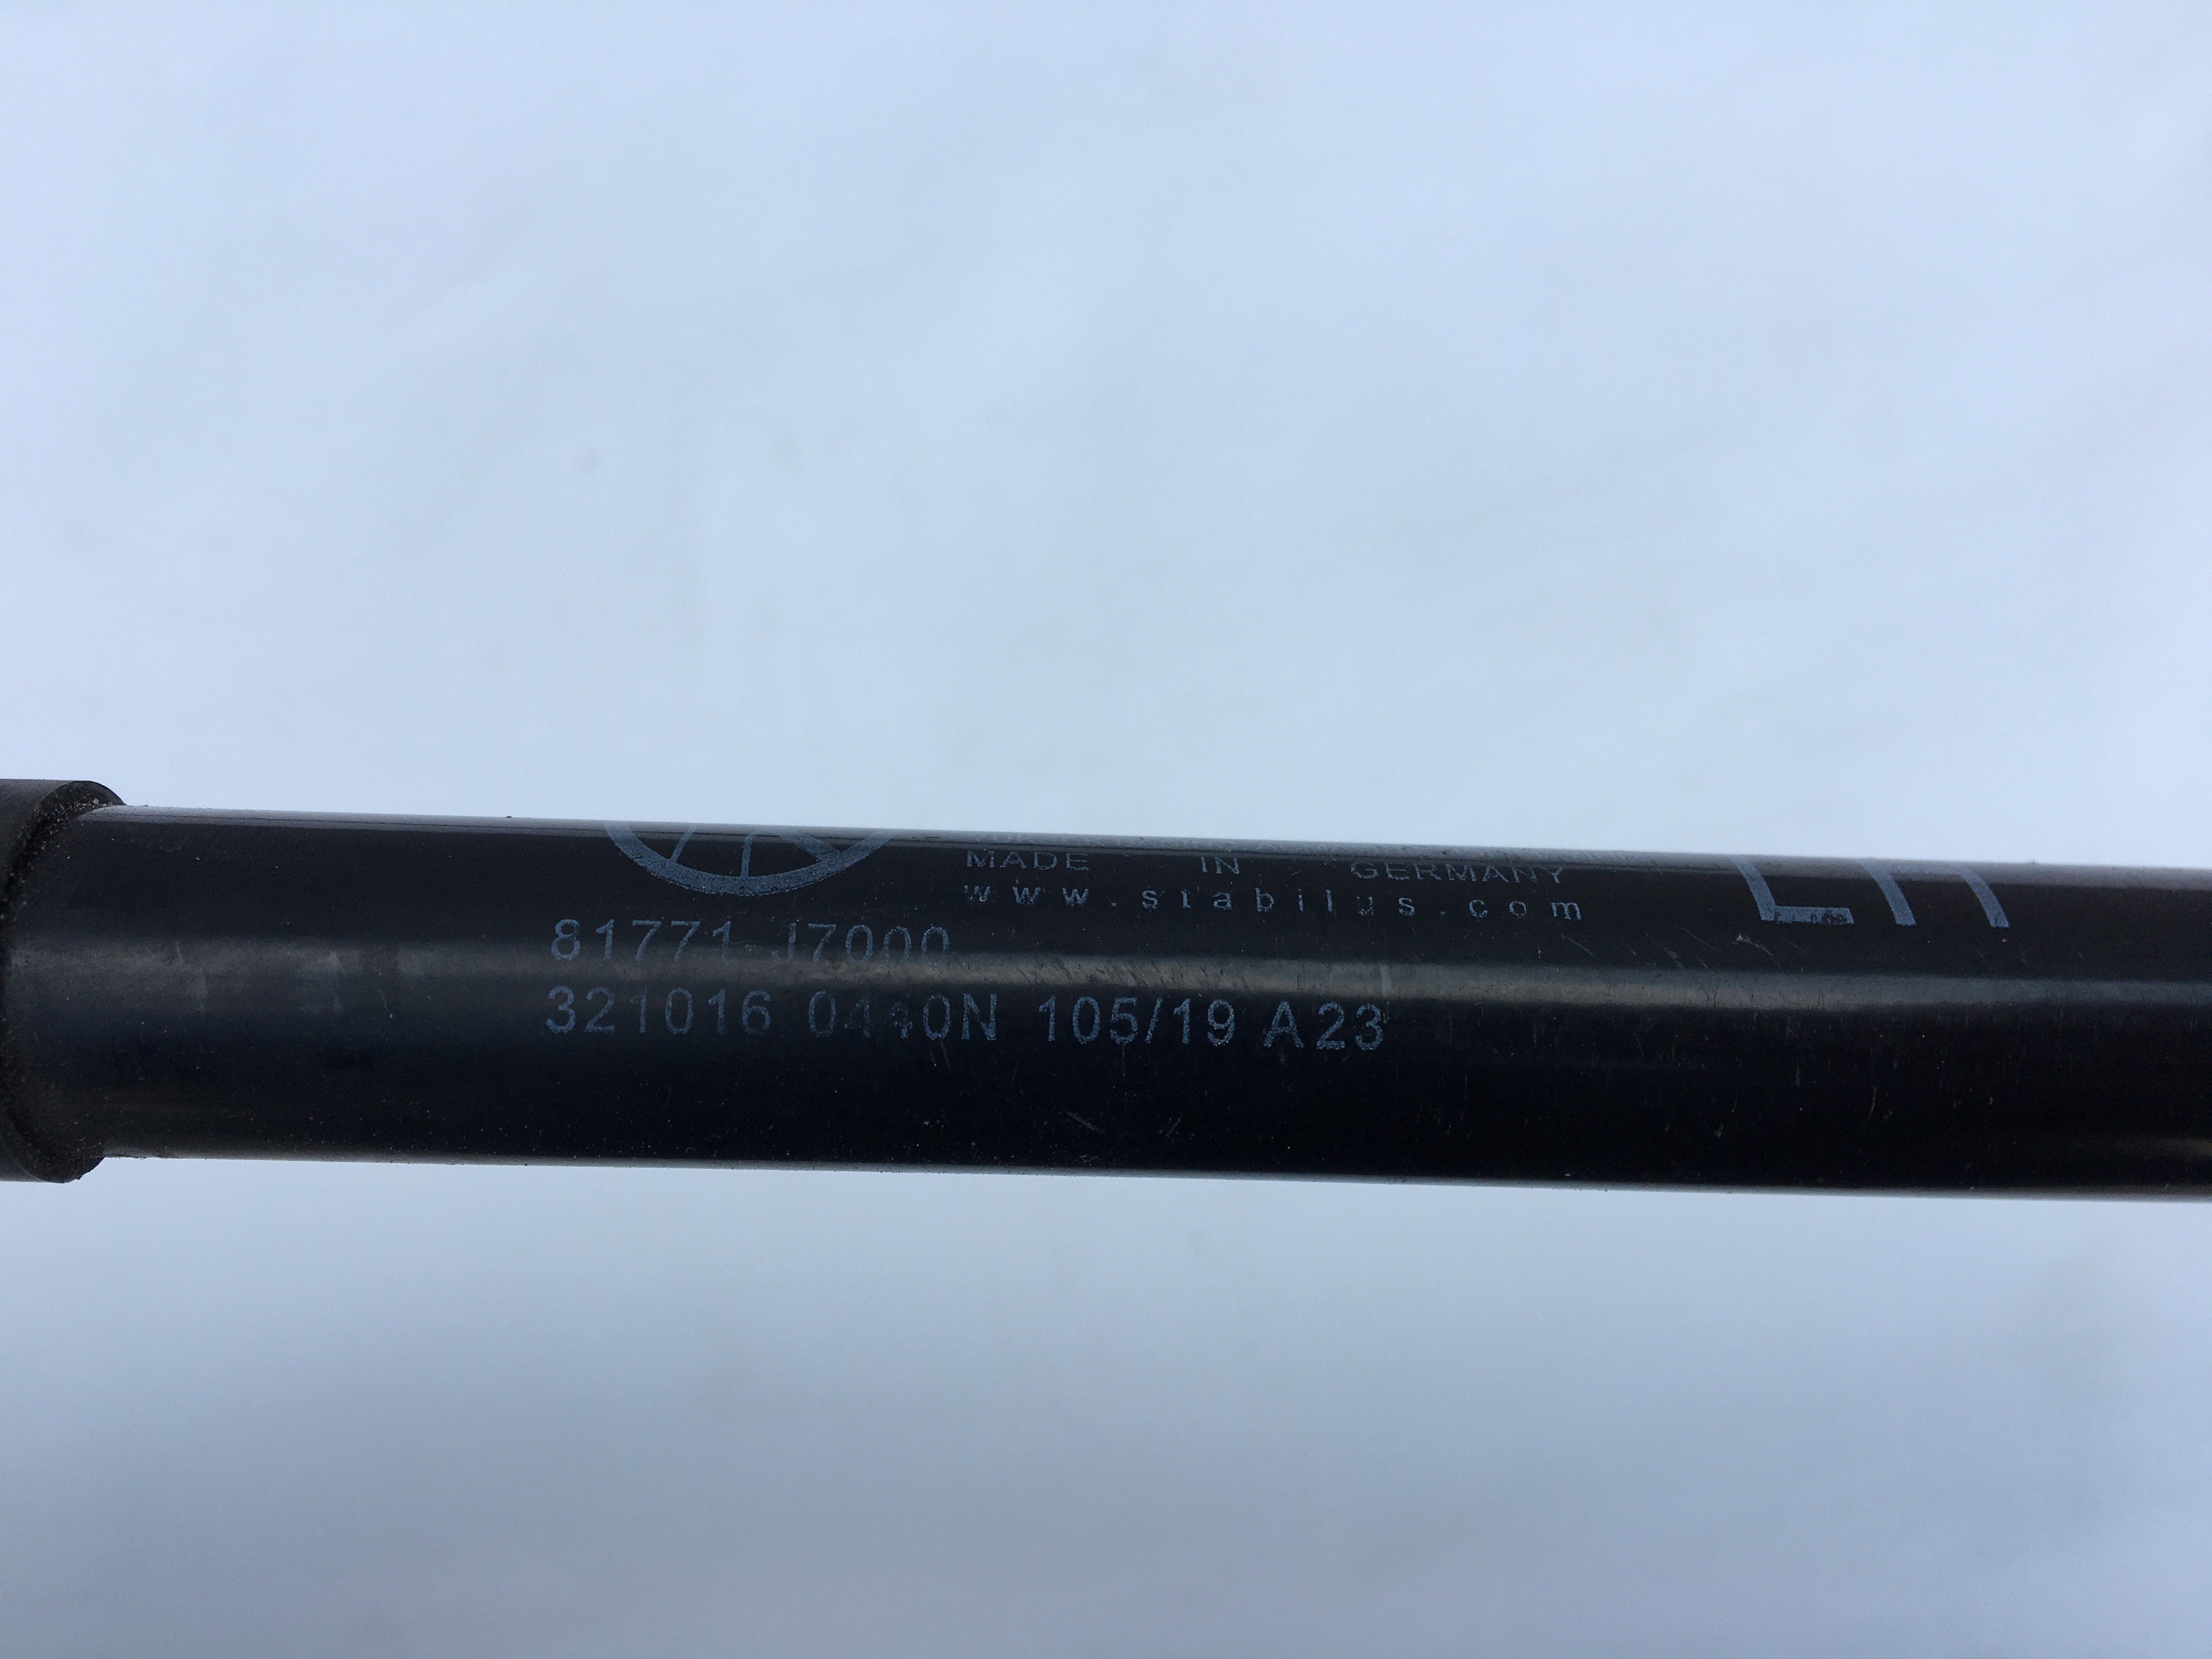 MADE IN GERMANY
www.stabilus.com
LH
81771-J7000
321016 0440N 105/19 A23